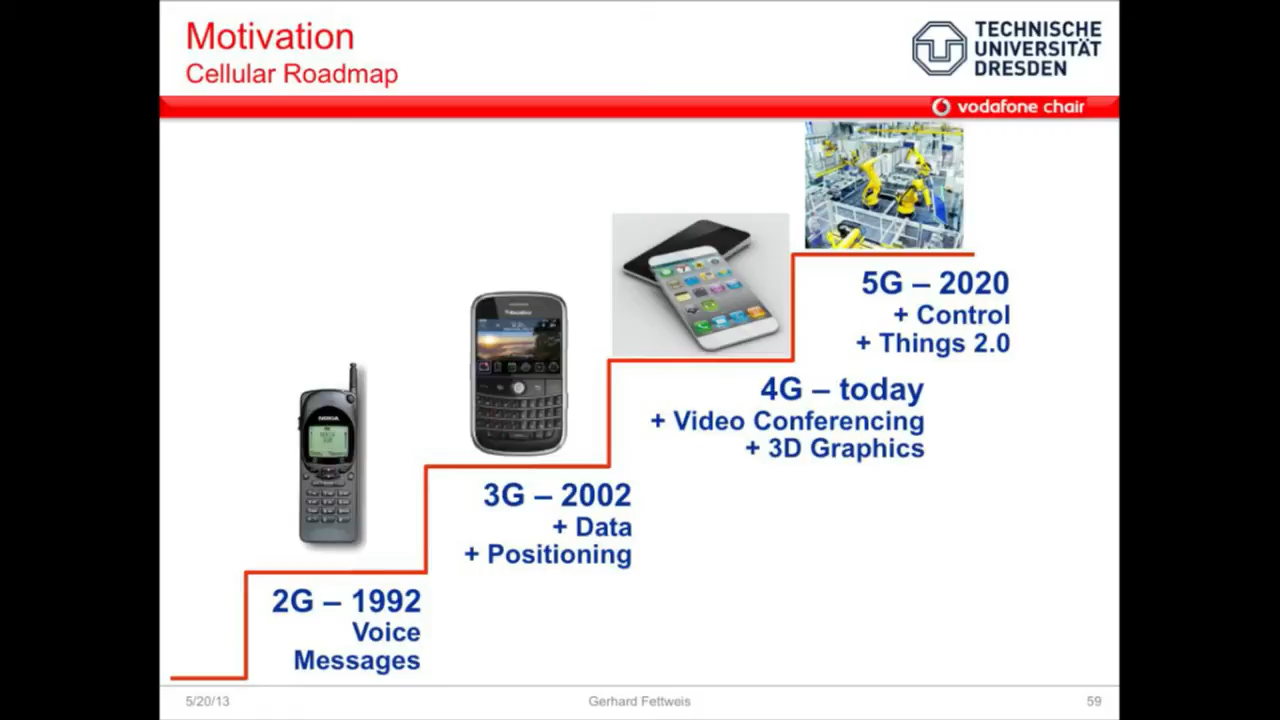 Motivation
Cellular Roadmap
TECHNISCHE
UNIVERSITÄT
DRESDEN
vodafone chair
5G – 2020
+ Control
+ Things 2.0
4G – today
+ Video Conferencing
+ 3D Graphics
3G – 2002
+ Data
+ Positioning
NOKIA
2G – 1992
Voice
Messages
5/20/13
Gerhard Fettweis
59